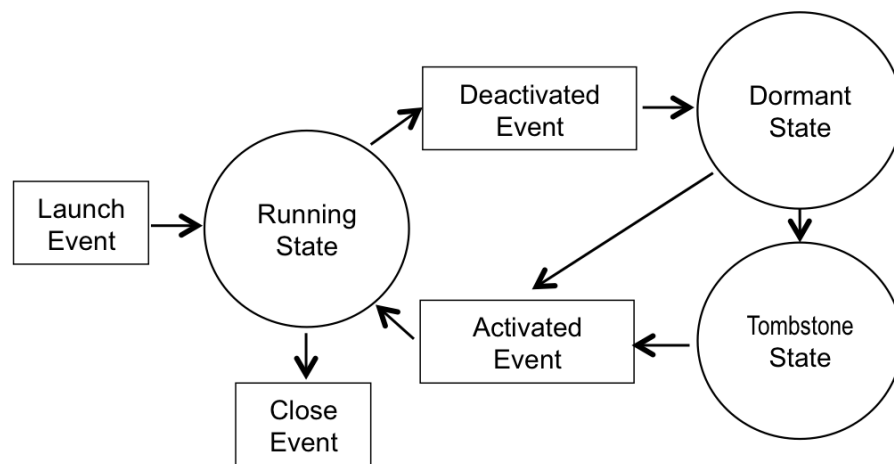 Deactivated
Event
Dormant
State
Launch
Event
Running
State
Activated
Event
Tombstone
State
Close
Event